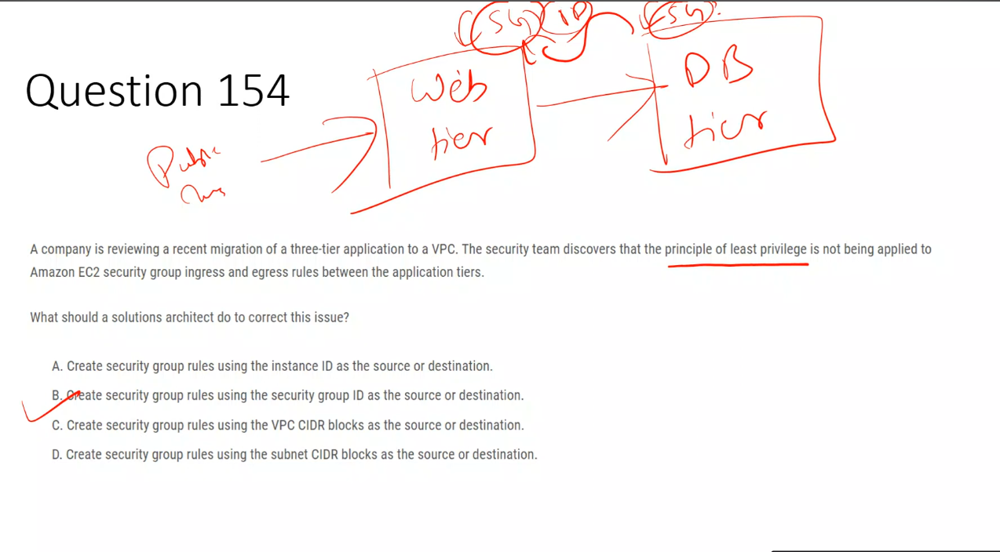 (SG) ID
(SG).
Question 154
Web
tier
DB
tier
Public
A company is reviewing a recent migration of a three-tier application to a VPC. The security team discovers that the principle of least privilege is not being applied to
Amazon EC2 security group ingress and egress rules between the application tiers.
What should a solutions architect do to correct this issue?
A. Create security group rules using the instance ID as the source or destination.
B. Create security group rules using the security group ID as the source or destination.
C. Create security group rules using the VPC CIDR blocks as the source or destination.
D. Create security group rules using the subnet CIDR blocks as the source or destination.